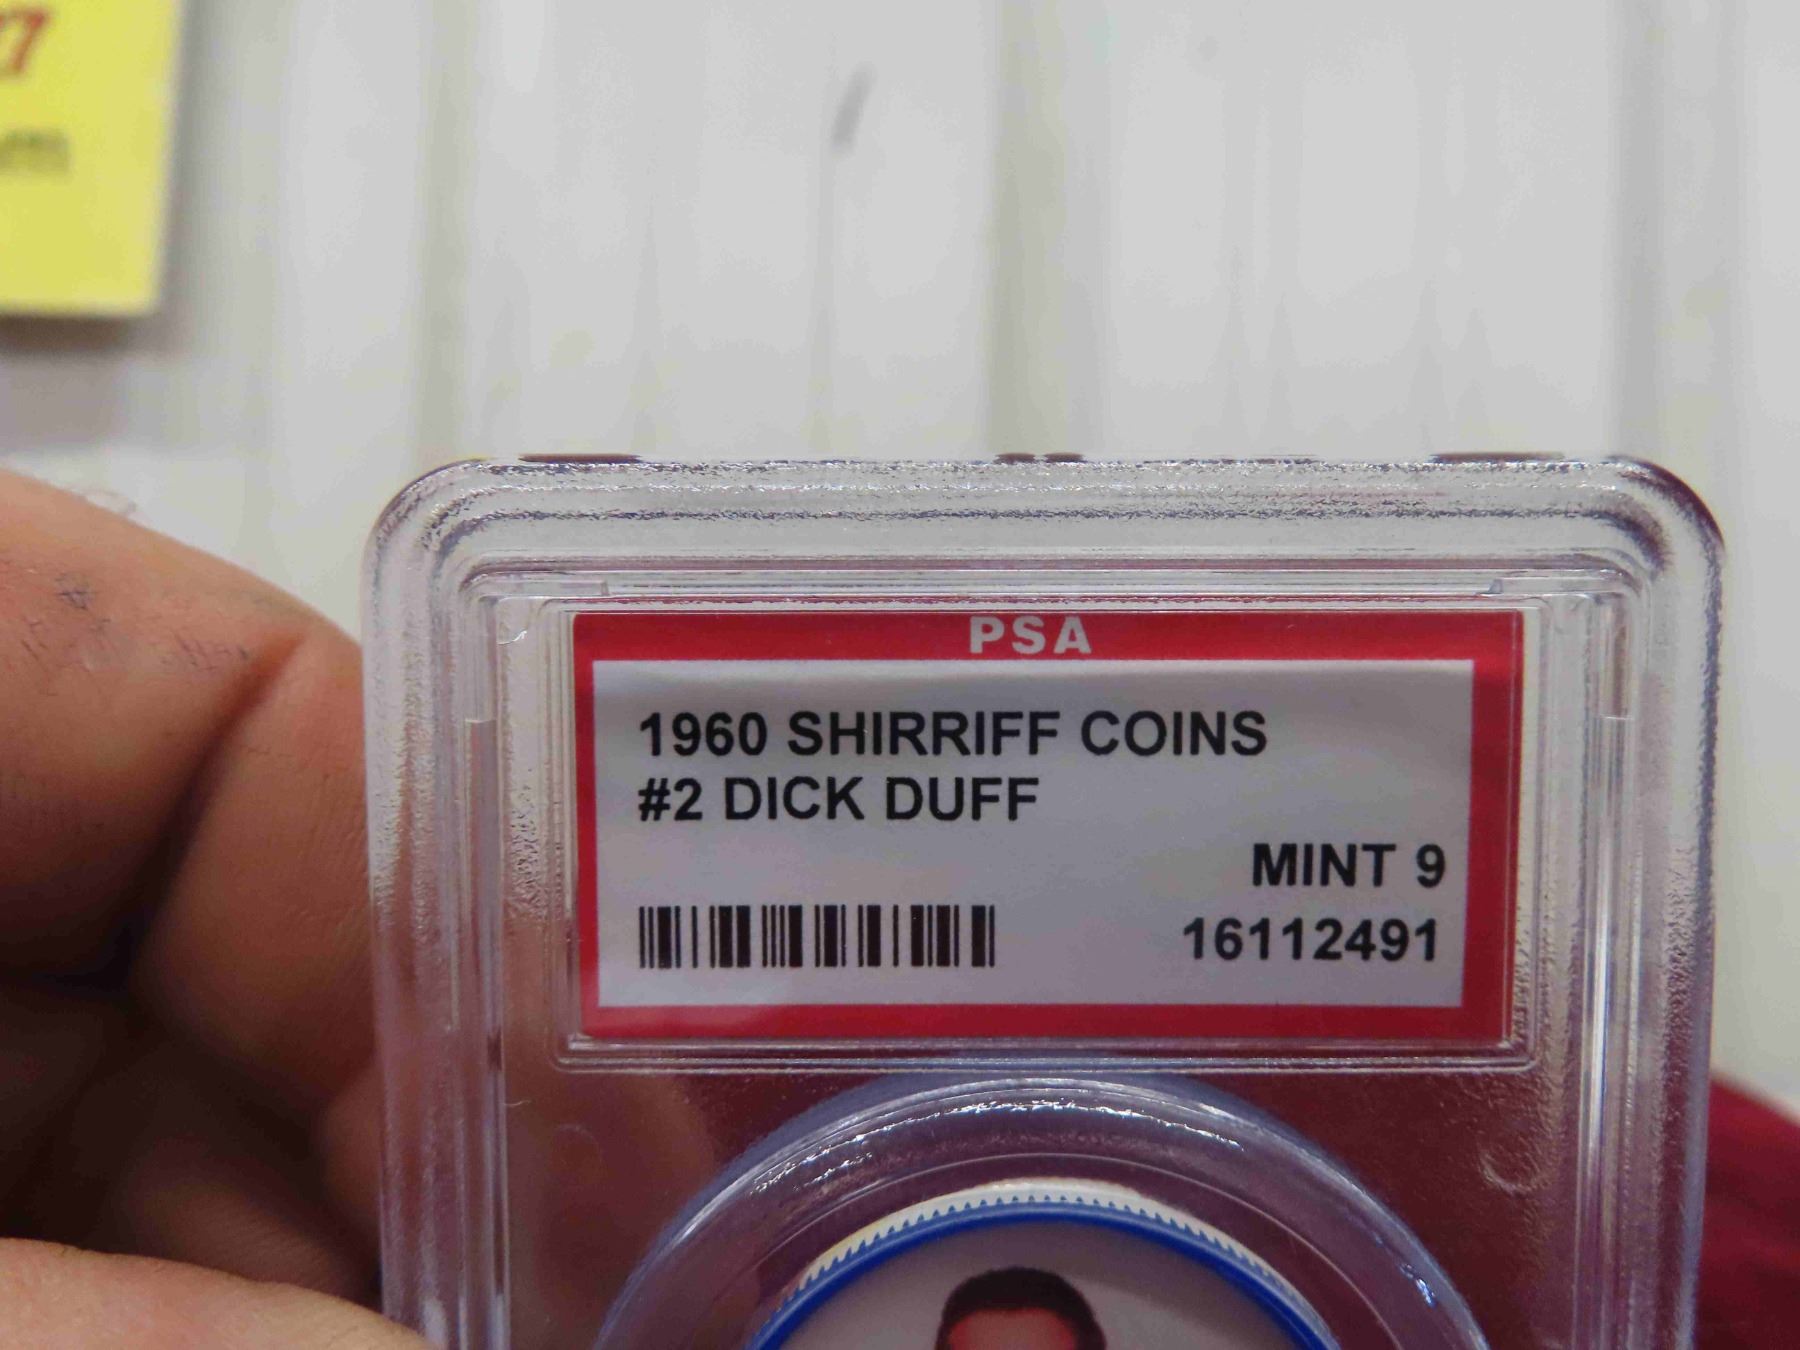 PSA
1960 SHIRRIFF COINS
#2 DICK DUFF
MINT 9
16112491